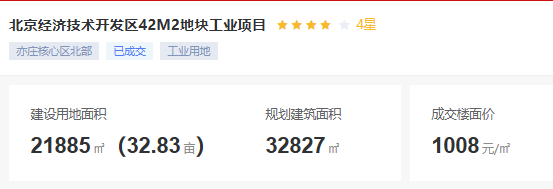 北京经济技术开发区42M2地块工业项目 4星
亦庄核心区北部 已成交 工业用地
建设用地面积 规划建筑面积 成交楼面价
21885㎡（32.83亩） 32827㎡ 1008元/㎡